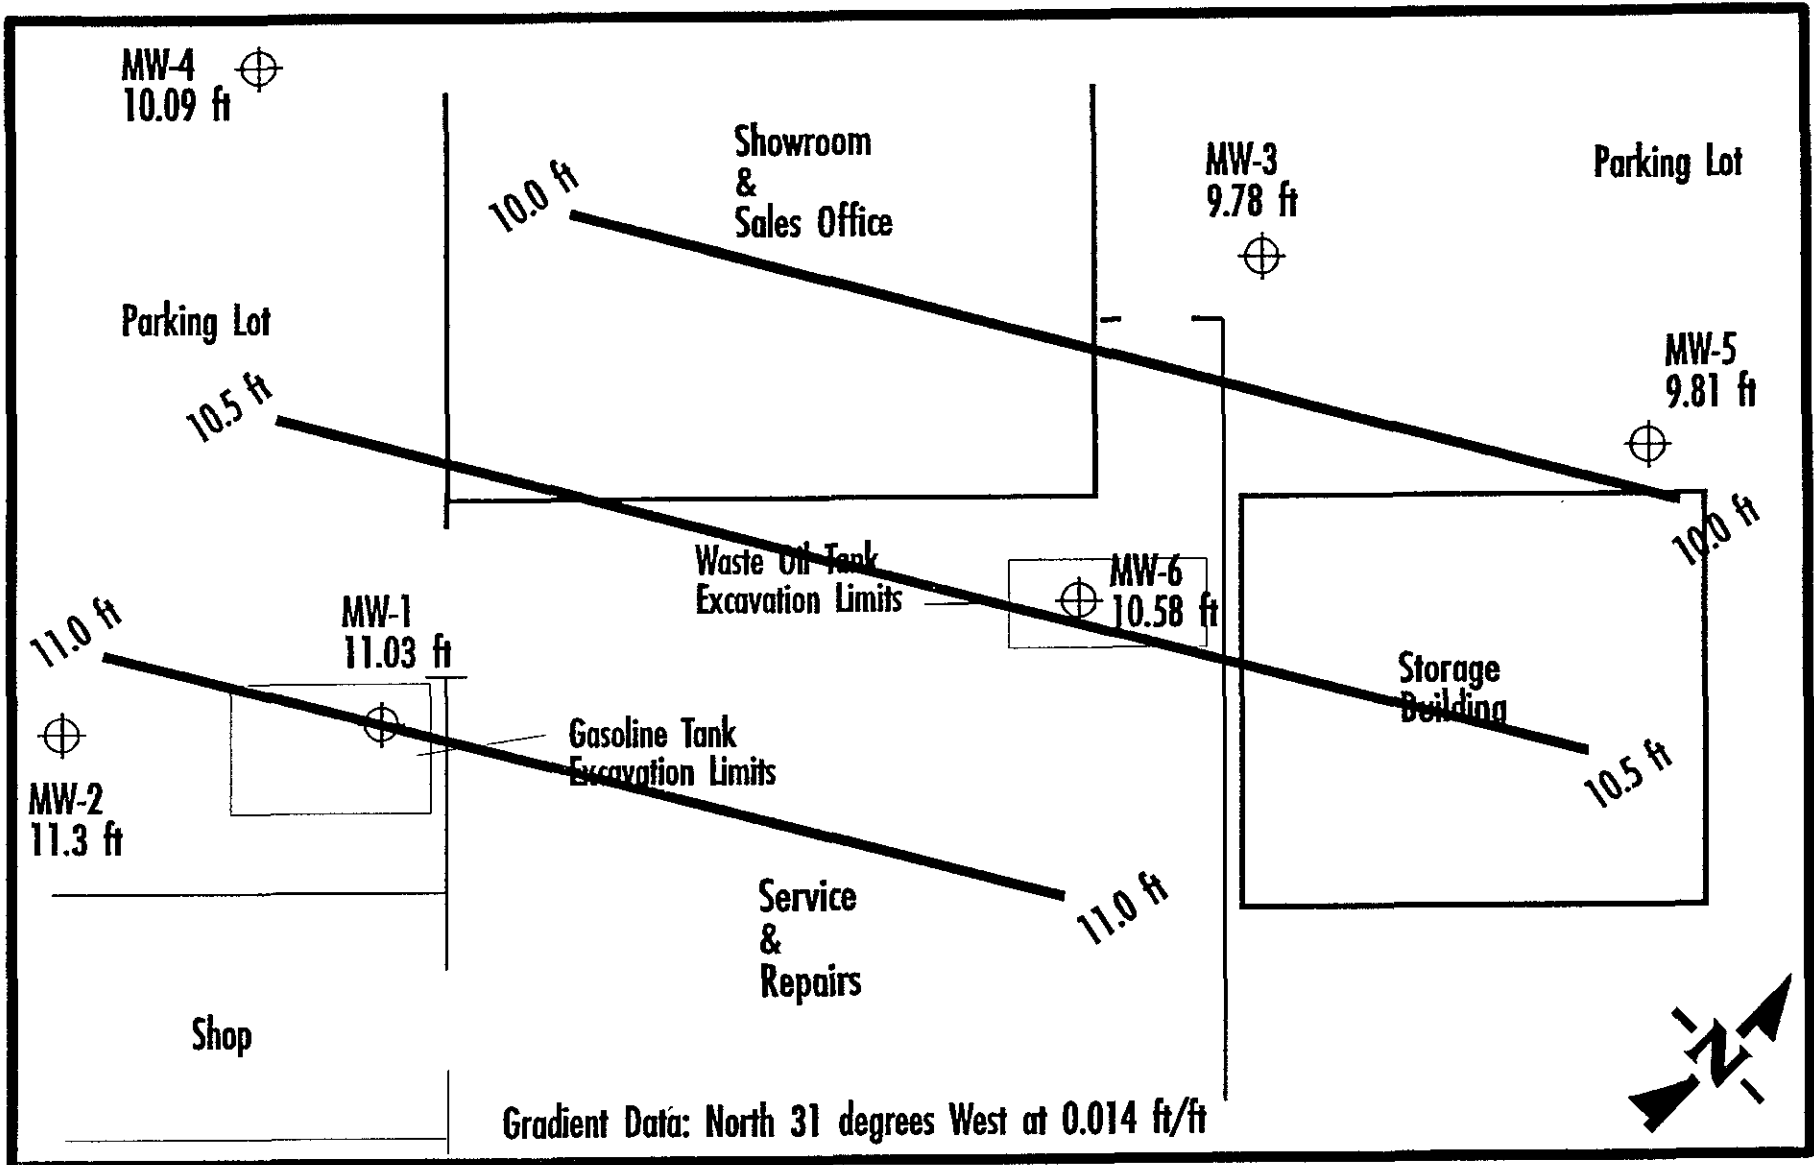 MW-4
10.09 ft
Showroom
&
Sales Office
10.0 ft
MW-3
9.78 ft
Parking Lot
Parking Lot
10.5 ft
MW-5
9.81 ft
10.0 ft
Waste Oil Tank
Excavation Limits
MW-6
10.58 ft
11.0 ft
MW-1
11.03 ft
Storage
Building
10.5 ft
Gasoline Tank
Excavation Limits
MW-2
11.3 ft
11.0 ft
Service
&
Repairs
Shop
N
Gradient Data: North 31 degrees West at 0.014 ft/ft